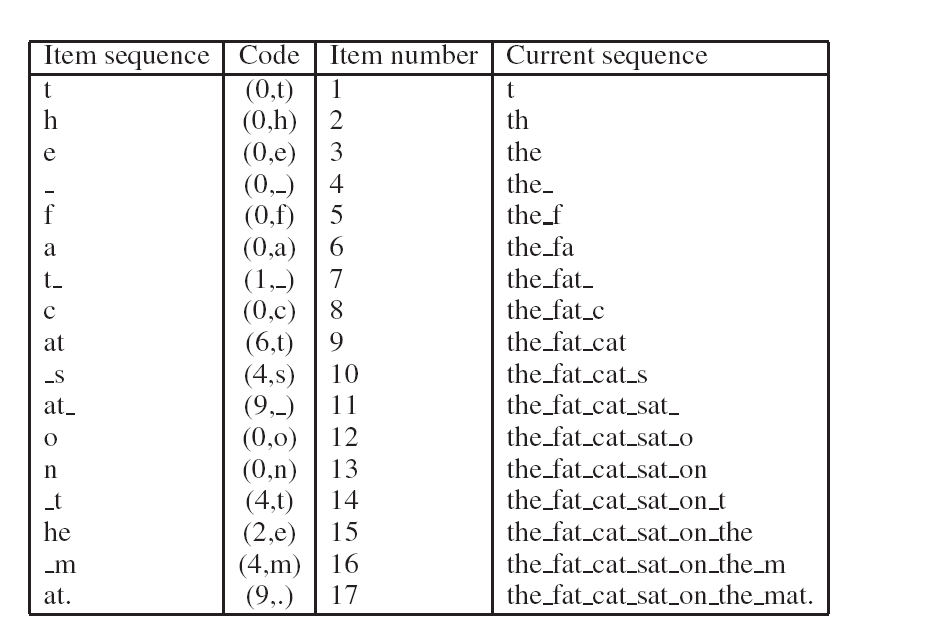 Item sequence Code Item number Current sequence
t (0,t) 1 t
h (0,h) 2 th
e (0,e) 3 the
_ (0,_) 4 the_
f (0,f) 5 the_f
a (0,a) 6 the_fa
t_ (1,_) 7 the_fat_
c (0,c) 8 the_fat_c
at (6,t) 9 the_fat_cat
_s (4,s) 10 the_fat_cat_s
at_ (9,_) 11 the_fat_cat_sat_
o (0,o) 12 the_fat_cat_sat_o
n (0,n) 13 the_fat_cat_sat_on
_t (4,t) 14 the_fat_cat_sat_on_t
he (2,e) 15 the_fat_cat_sat_on_the
_m (4,m) 16 the_fat_cat_sat_on_the_m
at. (9,.) 17 the_fat_cat_sat_on_the_mat.